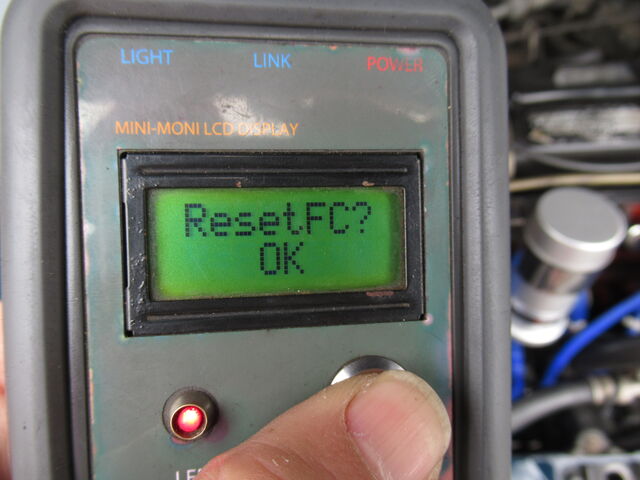 LIGHT LINK POWER
MINI-MONI LCD DISPLAY
ResetFC?
OK